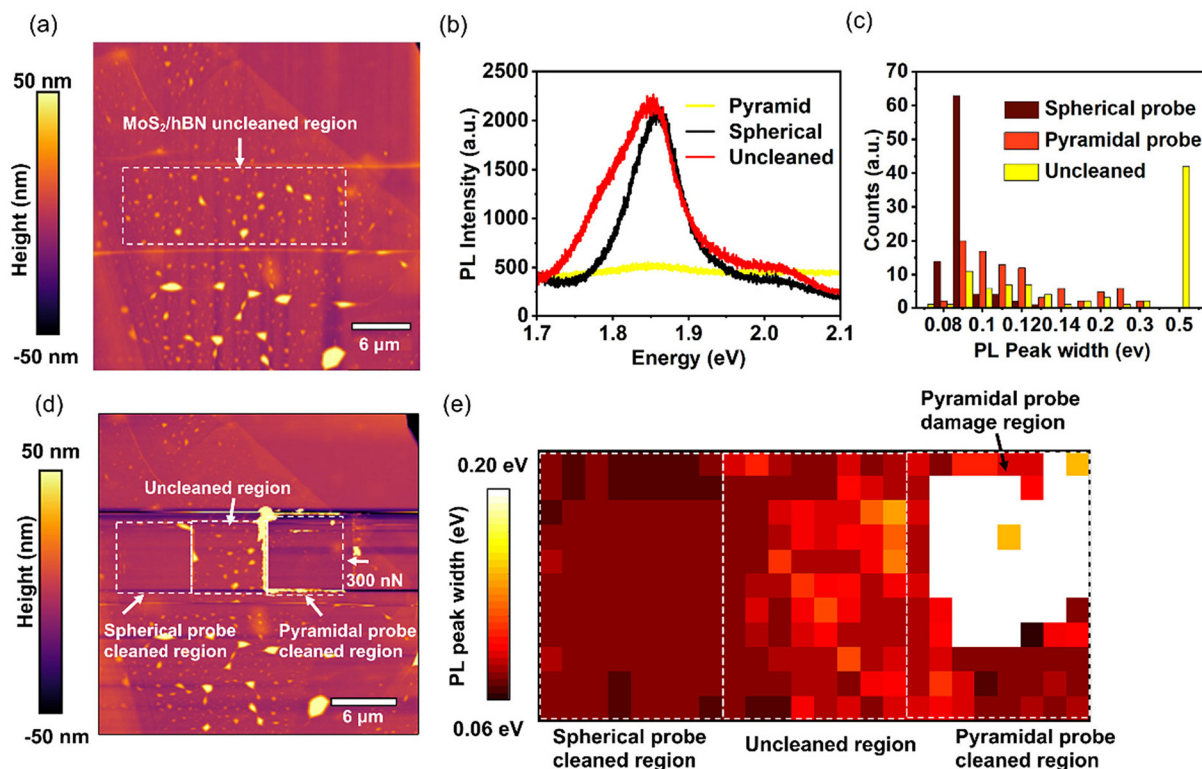 (a)
50 nm
Height (nm)
-50 nm
MoS₂/hBN uncleaned region
6 μm
(b)
PL Intensity (a.u.)
2500
2000
1500
1000
500
0
1.7 1.8 1.9 2.0 2.1
Energy (eV)
Pyramid
Spherical
Uncleaned
(c)
Counts (a.u.)
70
60
50
40
30
20
10
0
0.08 0.1 0.12 0.14 0.2 0.3 0.5
PL Peak width (ev)
Spherical probe
Pyramidal probe
Uncleaned
(d)
50 nm
Height (nm)
-50 nm
Uncleaned region
300 nN
Spherical probe
cleaned region
Pyramidal probe
cleaned region
6 μm
(e)
Pyramidal probe
damage region
0.20 eV
PL peak width (eV)
0.06 eV
Spherical probe
cleaned region
Uncleaned region
Pyramidal probe
cleaned region